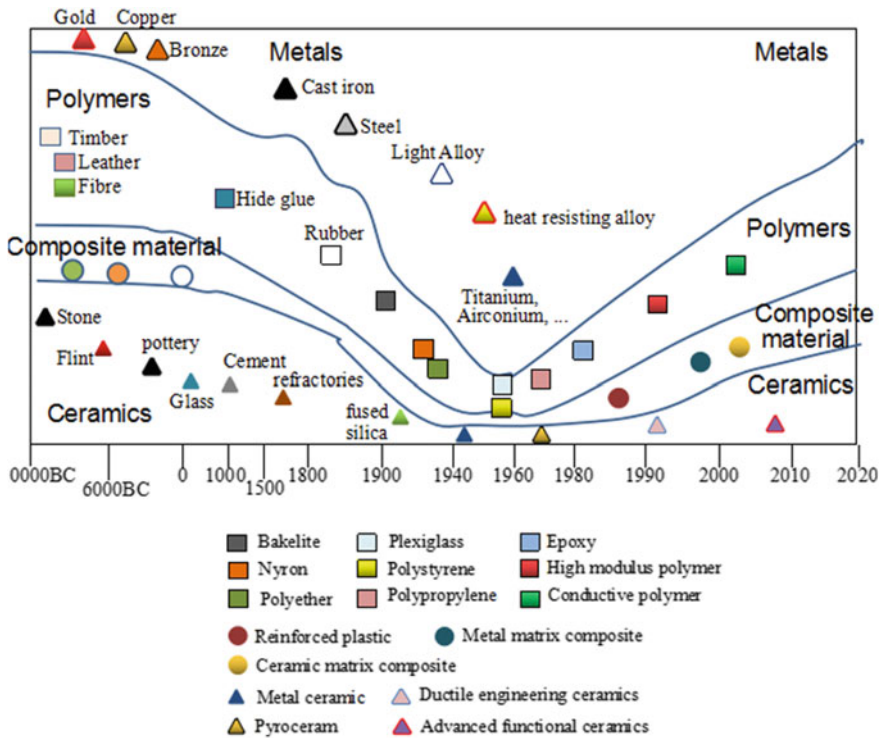 Gold Copper
Bronze Metals Metals
Cast iron
Polymers
Steel
Timber
Light Alloy
Leather
Fibre
Hide glue
heat resisting alloy
Rubber
Polymers
Composite material
Titanium,
Airconium, ...
Stone
Composite
material
Flint
pottery
Cement
refractories
Glass
Ceramics
Ceramics
fused
silica
0000BC 6000BC 0 1000 1500 1800 1900 1940 1960 1980 1990 2000 2010 2020
Bakelite Plexiglass Epoxy
Nyron Polystyrene High modulus polymer
Polyether Polypropylene Conductive polymer
Reinforced plastic Metal matrix composite
Ceramic matrix composite
Metal ceramic Ductile engineering ceramics
Pyroceram Advanced functional ceramics